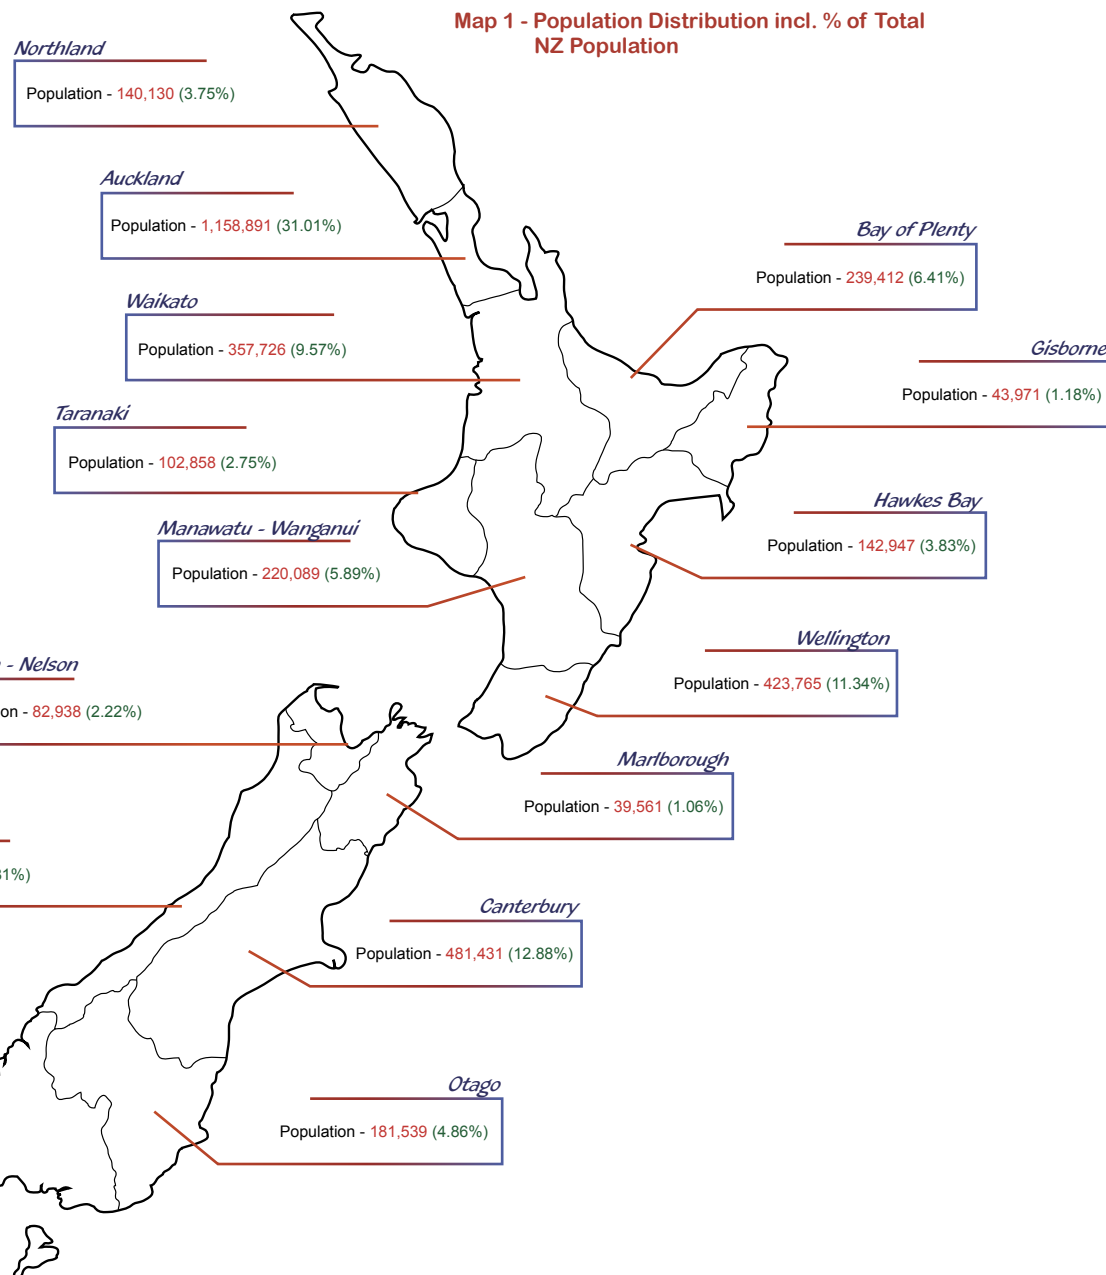 Map 1 - Population Distribution incl. % of Total
NZ Population
Northland
Population - 140,130 (3.75%)
Auckland
Population - 1,158,891 (31.01%)
Bay of Plenty
Population - 239,412 (6.41%)
Waikato
Population - 357,726 (9.57%)
Gisborne
Population - 43,971 (1.18%)
Taranaki
Population - 102,858 (2.75%)
Hawkes Bay
Population - 142,947 (3.83%)
Manawatu - Wanganui
Population - 220,089 (5.89%)
Wellington
Population - 423,765 (11.34%)
- Nelson
on - 82,938 (2.22%)
Marlborough
Population - 39,561 (1.06%)
31%)
Canterbury
Population - 481,431 (12.88%)
Otago
Population - 181,539 (4.86%)